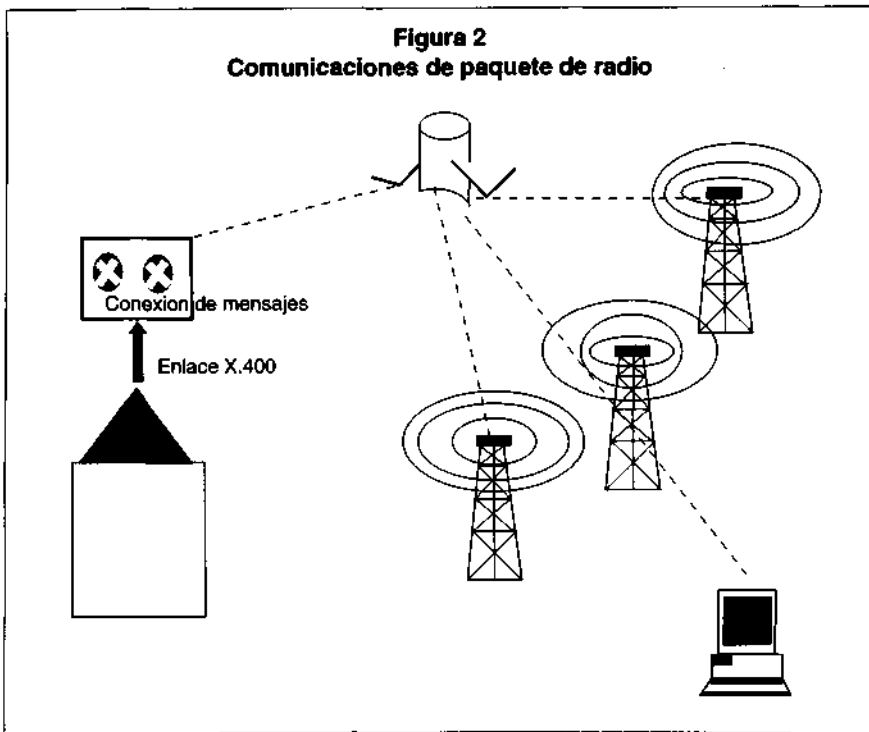 Figura 2
Comunicaciones de paquete de radio
Conexion de mensajes
Enlace X.400